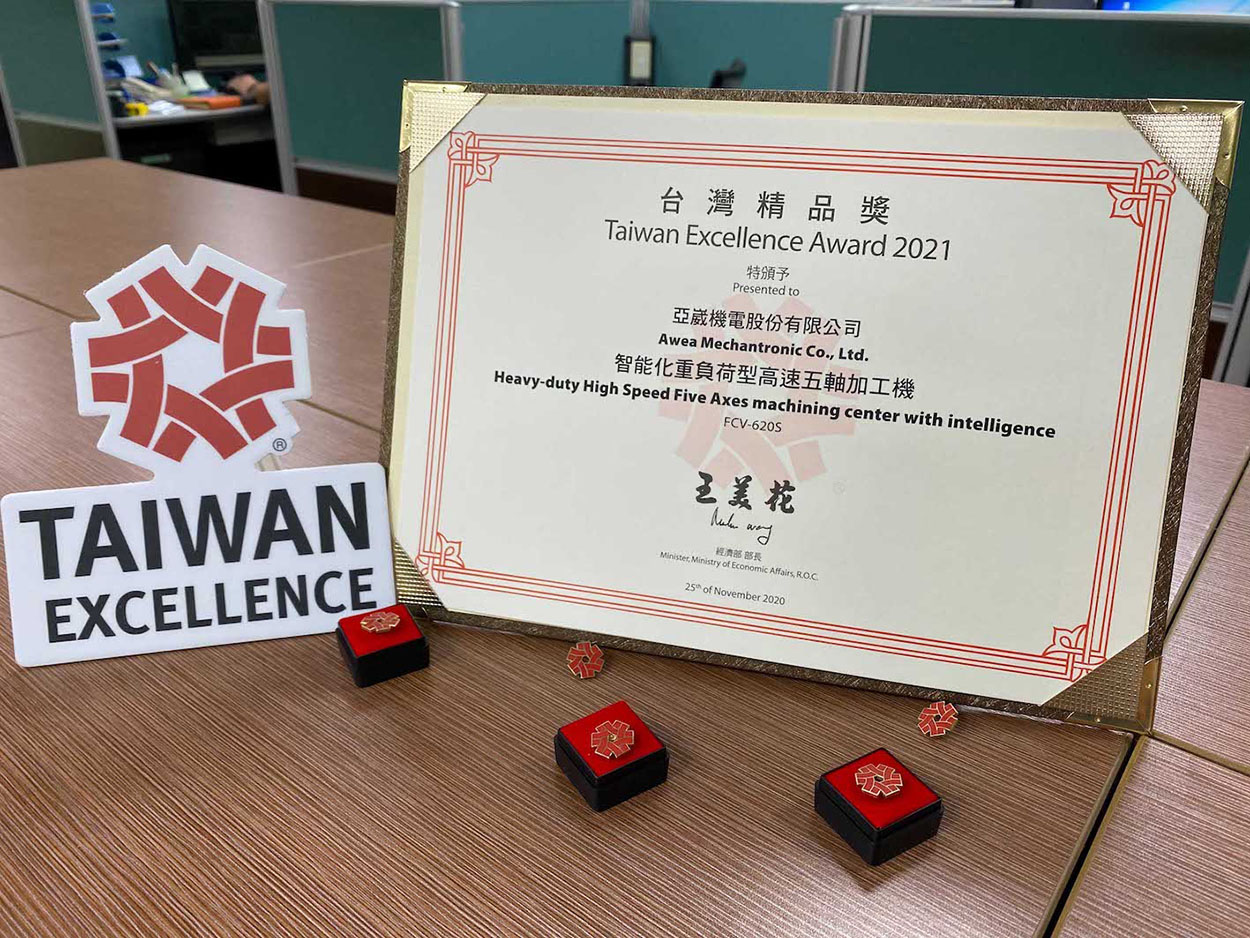 台灣精品獎
Taiwan Excellence Award 2021
特頒予
Presented to
亞崴機電股份有限公司
Awea Mechantronic Co., Ltd.
智能化重負荷型高速五軸加工機
Heavy-duty High Speed Five Axes machining center with intelligence
FCV-620S
王美花
經濟部 部長
Minister, Ministry of Economic Affairs, R.O.C.
25th of November 2020
®
TAIWAN
EXCELLENCE